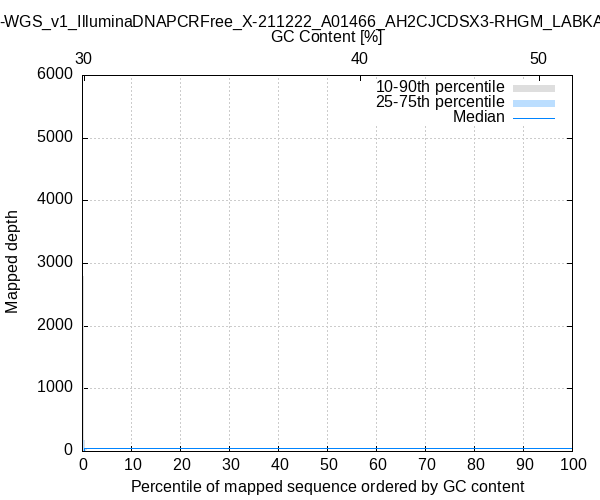 -WGS_v1_IlluminaDNAPCRFree_X-211222_A01466_AH2CJCDSX3-RHGM_LABKA
GC Content [%]
30 40 50
6000
5000
4000
3000
2000
1000
0
10-90th percentile
25-75th percentile
Median
Mapped depth
0 10 20 30 40 50 60 70 80 90 100
Percentile of mapped sequence ordered by GC content